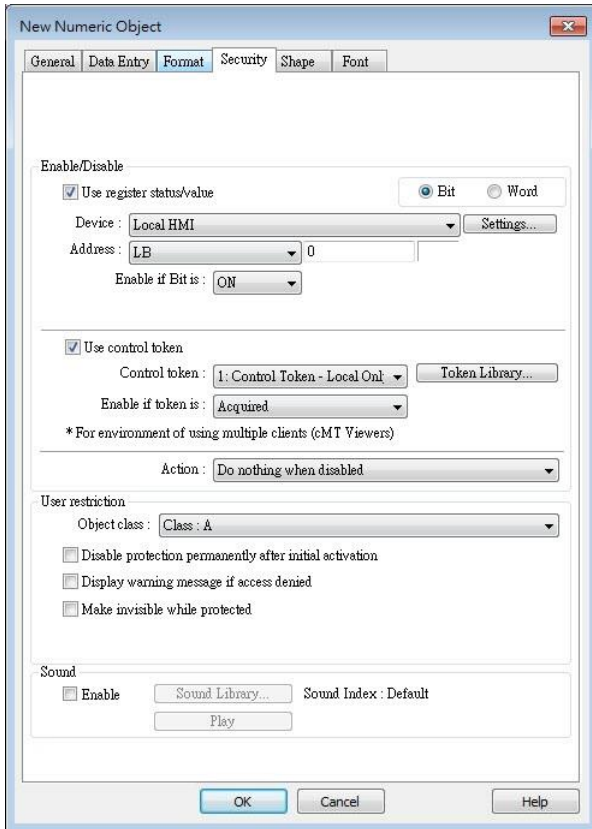 New Numeric Object
General Data Entry Format Security Shape Font
Enable/Disable
Use register status/value Bit Word
Device : Local HMI Settings...
Address : LB 0
Enable if Bit is : ON
Use control token
Control token : 1: Control Token - Local Onl Token Library...
Enable if token is : Acquired
* For environment of using multiple clients (cMT Viewers)
Action : Do nothing when disabled
User restriction
Object class : Class : A
Disable protection permanently after initial activation
Display warning message if access denied
Make invisible while protected
Sound
Enable Sound Library... Sound Index : Default
Play
OK Cancel Help